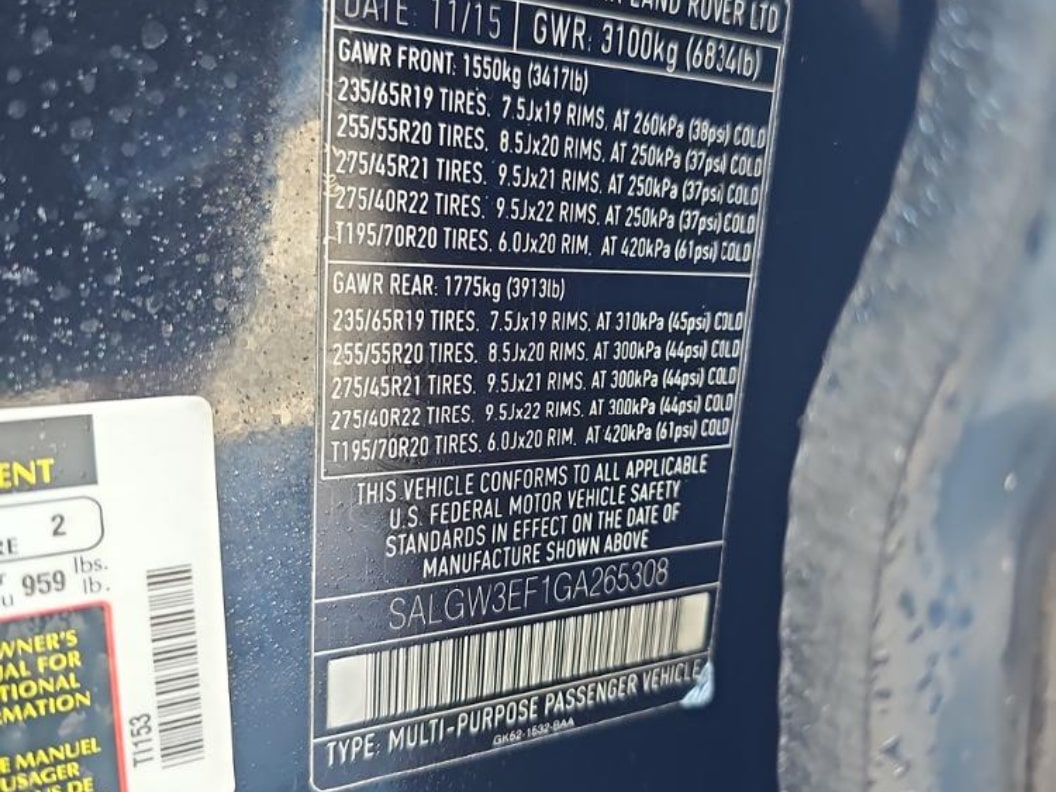 LAND ROVER LTD
DATE: 11/15 GWR: 3100kg (6834lb)
GAWR FRONT: 1550kg (3417lb)
235/65R19 TIRES. 7.5Jx19 RIMS. AT 260kPa (38psi) COLD
255/55R20 TIRES. 8.5Jx20 RIMS. AT 250kPa (37psi) COLD
275/45R21 TIRES. 9.5Jx21 RIMS. AT 250kPa (37psi) COLD
275/40R22 TIRES. 9.5Jx22 RIMS. AT 250kPa (37psi) COLD
T195/70R20 TIRES. 6.0Jx20 RIM. AT 420kPa (61psi) COLD
GAWR REAR: 1775kg (3913lb)
235/65R19 TIRES. 7.5Jx19 RIMS. AT 310kPa (45psi) COLD
255/55R20 TIRES. 8.5Jx20 RIMS. AT 300kPa (44psi) COLD
275/45R21 TIRES. 9.5Jx21 RIMS. AT 300kPa (44psi) COLD
275/40R22 TIRES. 9.5Jx22 RIMS. AT 300kPa (44psi) COLD
T195/70R20 TIRES. 6.0Jx20 RIM. AT 420kPa (61psi) COLD
THIS VEHICLE CONFORMS TO ALL APPLICABLE
U.S. FEDERAL MOTOR VEHICLE SAFETY
STANDARDS IN EFFECT ON THE DATE OF
MANUFACTURE SHOWN ABOVE
SALGW3EF1GA265308
TYPE: MULTI-PURPOSE PASSENGER VEHICLE
GK62-1532-BAA
ENT
RE 2
959 lbs.
lb.
WNER'S
UAL FOR
TIONAL
RMATION
E MANUEL
USAGER
NS DE
TI153